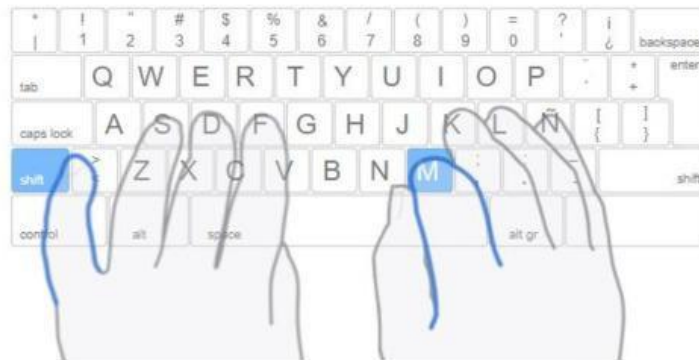 ° ! " # $ % & / ( ) = ? ¡
| 1 2 3 4 5 6 7 8 9 0 ' ¿ backspace
tab Q W E R T Y U I O P ¨ * enter
´ +
caps lock A S D F G H J K L Ñ [ ]
{ }
shift > Z X C V B N M ; : _ shift
< , . -
control alt space alt gr